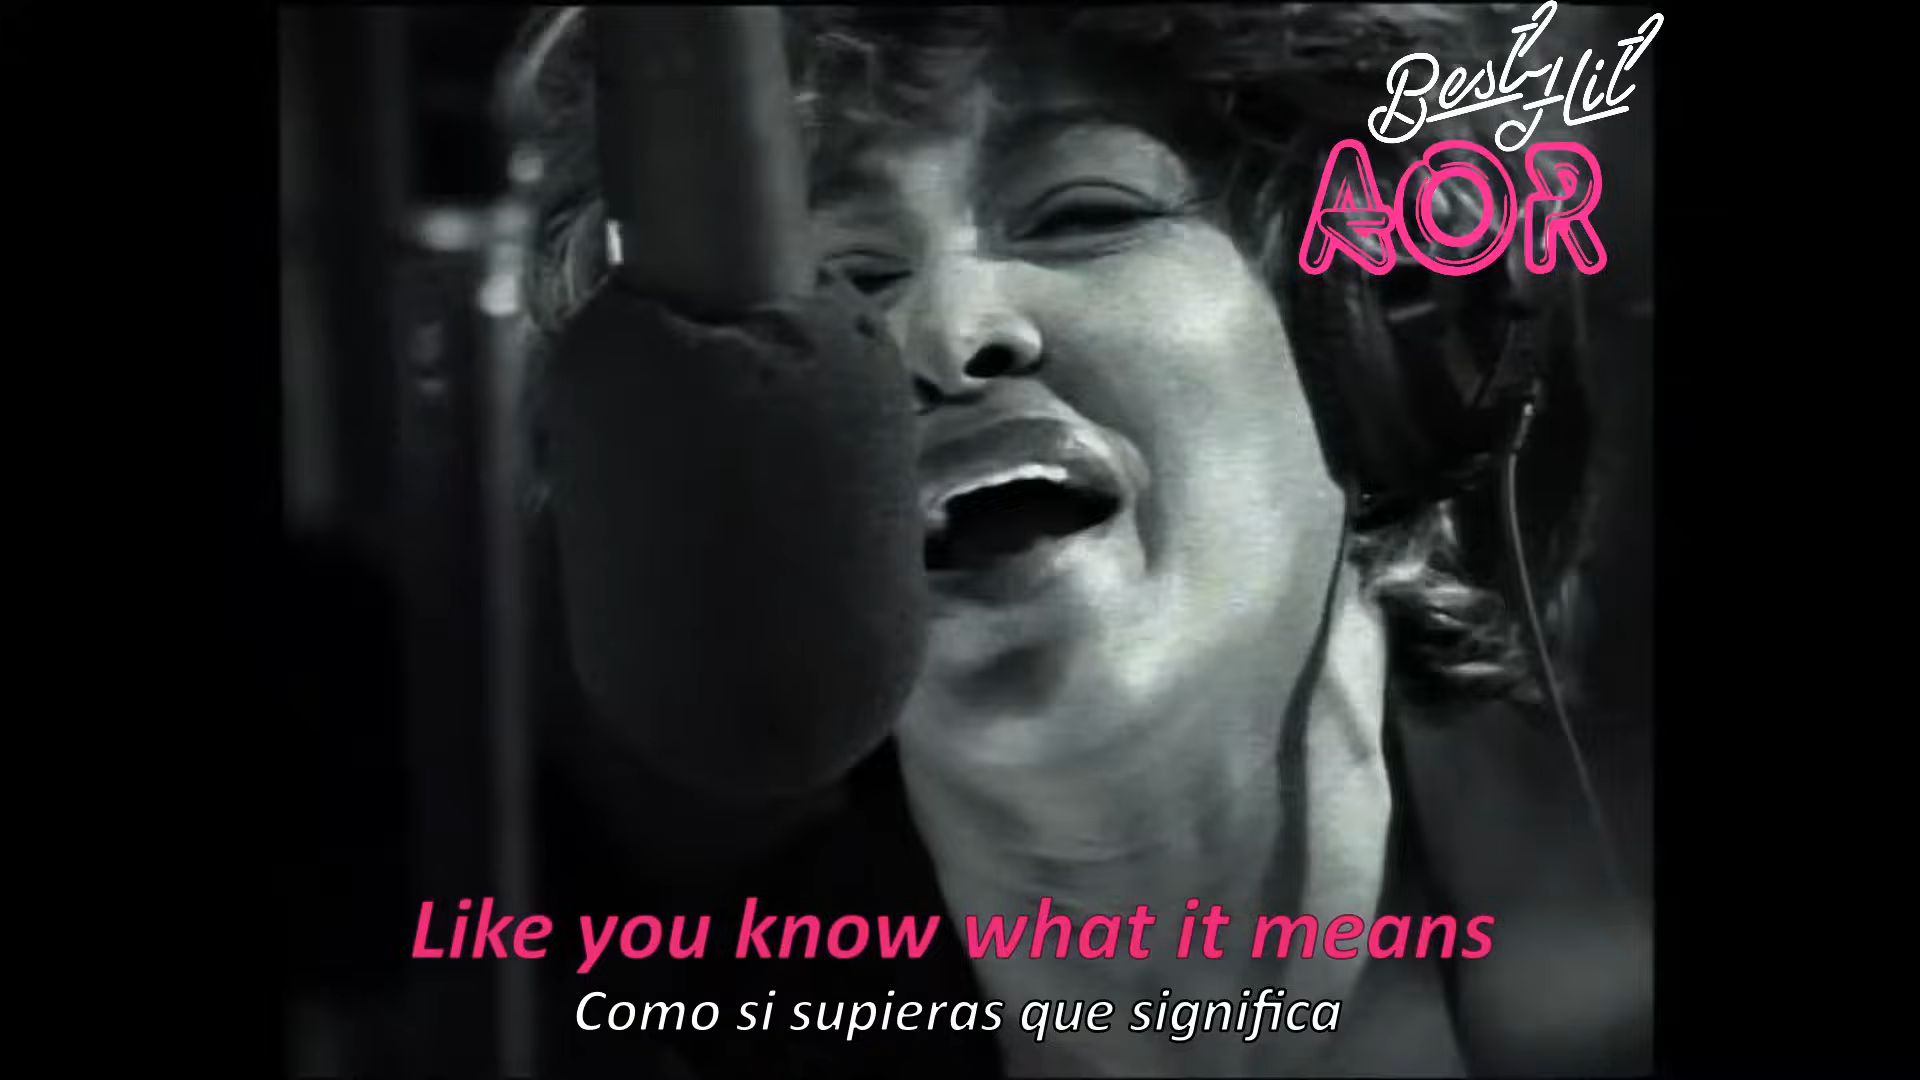 Best Hit
AOR
Like you know what it means
Como si supieras que significa